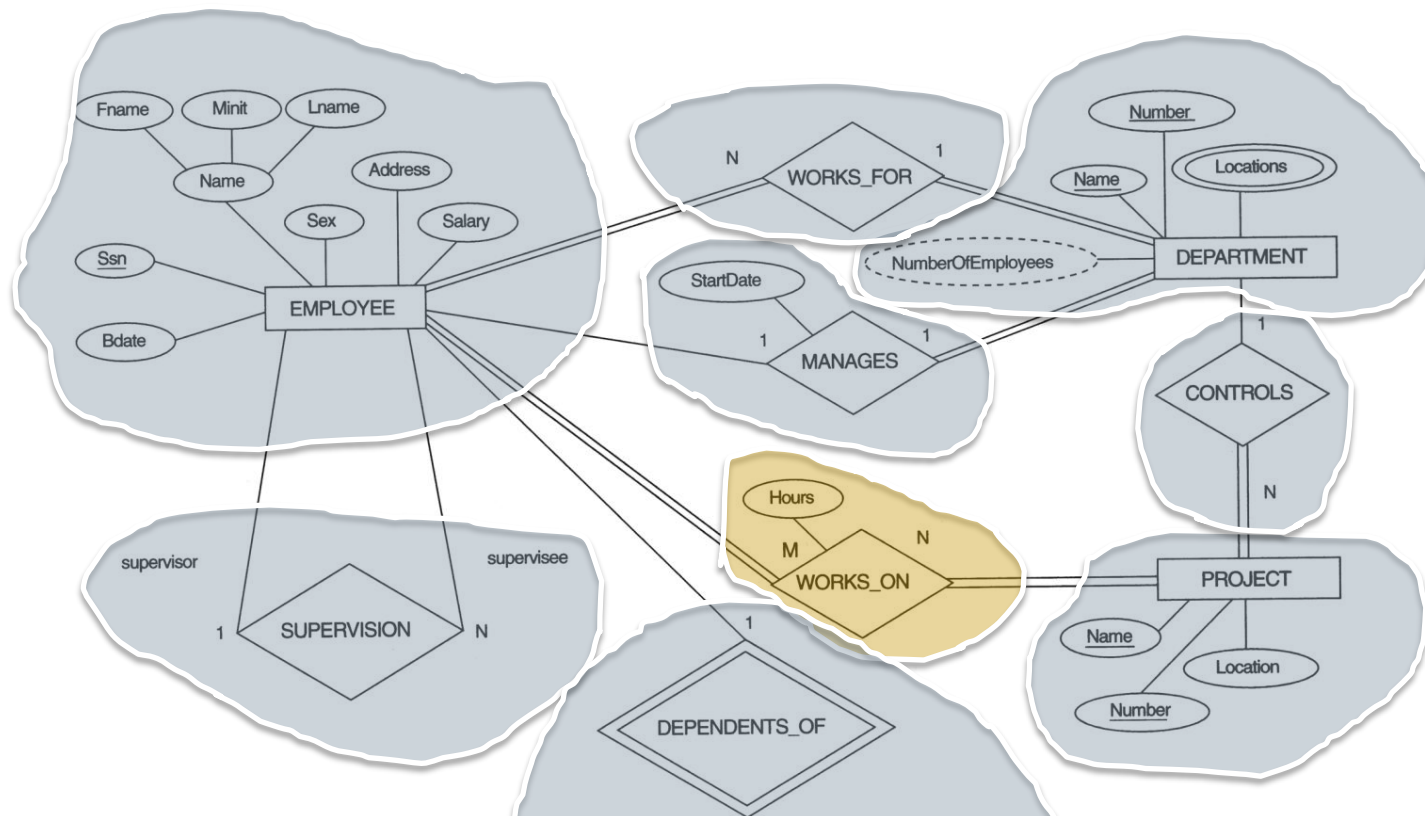 Fname
Minit
Lname
Name
Address
Sex
Salary
Ssn
Bdate
EMPLOYEE
N
WORKS_FOR
1
Number
Name
Locations
NumberOfEmployees
DEPARTMENT
StartDate
1
MANAGES
1
1
CONTROLS
N
Hours
M
N
WORKS_ON
PROJECT
Name
Number
Location
supervisor
supervisee
1
SUPERVISION
N
1
DEPENDENTS_OF